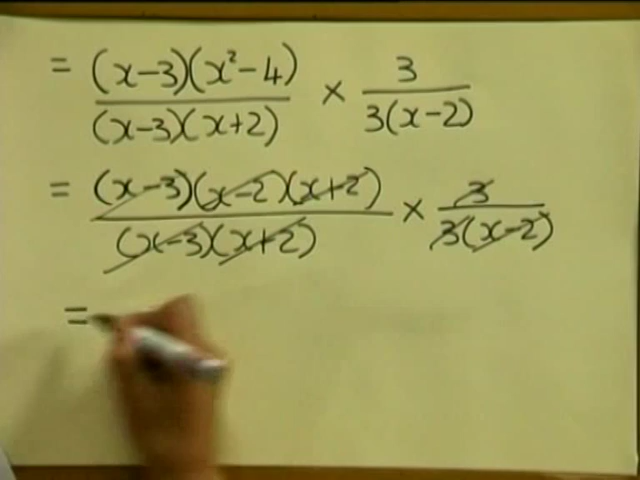 = (x-3)(x²-4) / (x-3)(x+2) × 3 / 3(x-2)
= (x-3)(x-2)(x+2) / (x-3)(x+2) × 3 / 3(x-2)
=